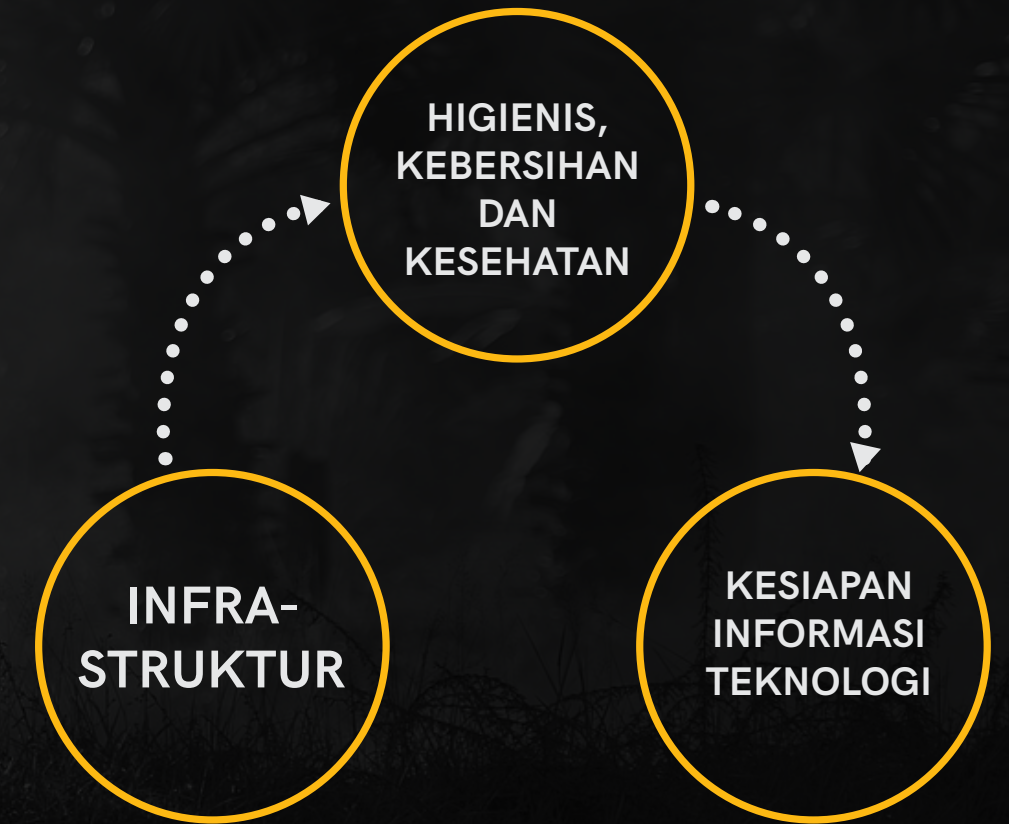 HIGIENIS,
KEBERSIHAN
DAN
KESEHATAN
INFRA-
STRUKTUR
KESIAPAN
INFORMASI
TEKNOLOGI